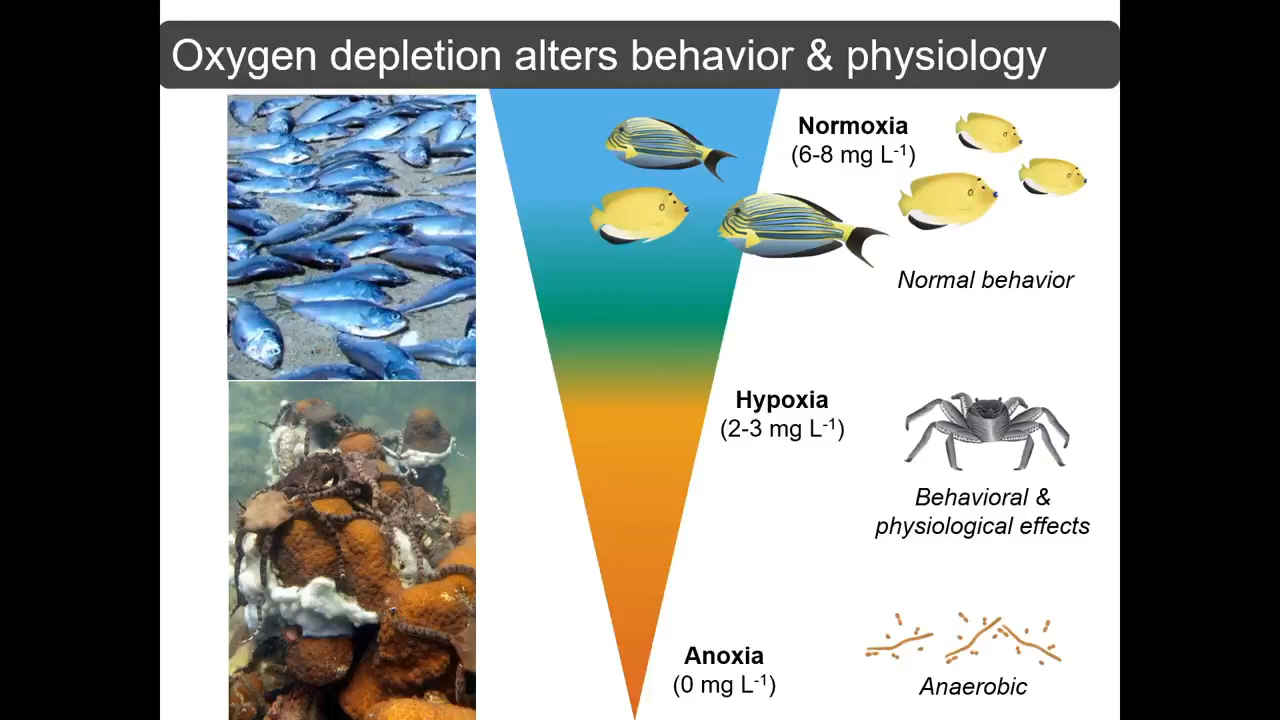 Oxygen depletion alters behavior & physiology
Normoxia
(6-8 mg L⁻¹)
Normal behavior
Hypoxia
(2-3 mg L⁻¹)
Behavioral &
physiological effects
Anoxia
(0 mg L⁻¹)
Anaerobic